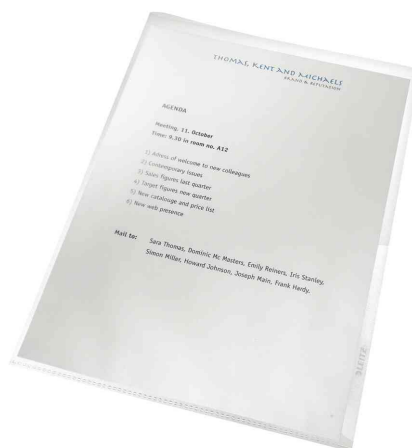 THOMAS, KENT AND MICHAELS
BRAND & REPUTATION
AGENDA
Meeting, 11. October
Time: 9.30 in room no. A12
1) Adress of welcome to new colleagues
2) Contemporary issues
3) Sales figures last quarter
4) Target figures new quarter
5) New catalouge and price list
6) New web presence
Mail to: Sara Thomas, Dominic Mc Masters, Emily Reiners, Iris Stanley,
Simon Miller, Howard Johnson, Joseph Main, Frank Hardy.
LEITZ